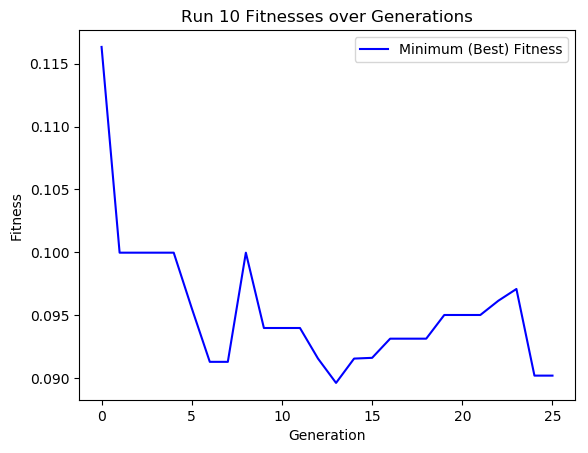 Run 10 Fitnesses over Generations
Minimum (Best) Fitness
0.115
0.110
0.105
0.100
0.095
0.090
Fitness
0 5 10 15 20 25
Generation